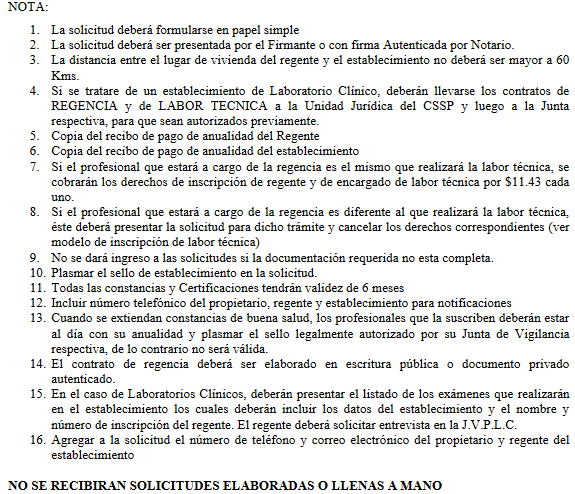 NOTA:
1. La solicitud deberá formularse en papel simple
2. La solicitud deberá ser presentada por el Firmante o con firma Autenticada por Notario.
3. La distancia entre el lugar de vivienda del regente y el establecimiento no deberá ser mayor a 60
Kms.
4. Si se tratare de un establecimiento de Laboratorio Clínico, deberán llevarse los contratos de
REGENCIA y de LABOR TECNICA a la Unidad Jurídica del CSSP y luego a la Junta
respectiva, para que sean autorizados previamente.
5. Copia del recibo de pago de anualidad del Regente
6. Copia del recibo de pago de anualidad del establecimiento
7. Si el profesional que estará a cargo de la regencia es el mismo que realizará la labor técnica, se
cobrarán los derechos de inscripción de regente y de encargado de labor técnica por $11.43 cada
uno.
8. Si el profesional que estará a cargo de la regencia es diferente al que realizará la labor técnica,
éste deberá presentar la solicitud para dicho trámite y cancelar los derechos correspondientes (ver
modelo de inscripción de labor técnica)
9. No se dará ingreso a las solicitudes si la documentación requerida no esta completa.
10. Plasmar el sello de establecimiento en la solicitud.
11. Todas las constancias y Certificaciones tendrán validez de 6 meses
12. Incluir número telefónico del propietario, regente y establecimiento para notificaciones
13. Cuando se extiendan constancias de buena salud, los profesionales que la suscriben deberán estar
al día con su anualidad y plasmar el sello legalmente autorizado por su Junta de Vigilancia
respectiva, de lo contrario no será válida.
14. El contrato de regencia deberá ser elaborado en escritura pública o documento privado
autenticado.
15. En el caso de Laboratorios Clínicos, deberán presentar el listado de los exámenes que realizarán
en el establecimiento los cuales deberán incluir los datos del establecimiento y el nombre y
número de inscripción del regente. El regente deberá solicitar entrevista en la J.V.P.L.C.
16. Agregar a la solicitud el número de teléfono y correo electrónico del propietario y regente del
establecimiento
NO SE RECIBIRAN SOLICITUDES ELABORADAS O LLENAS A MANO